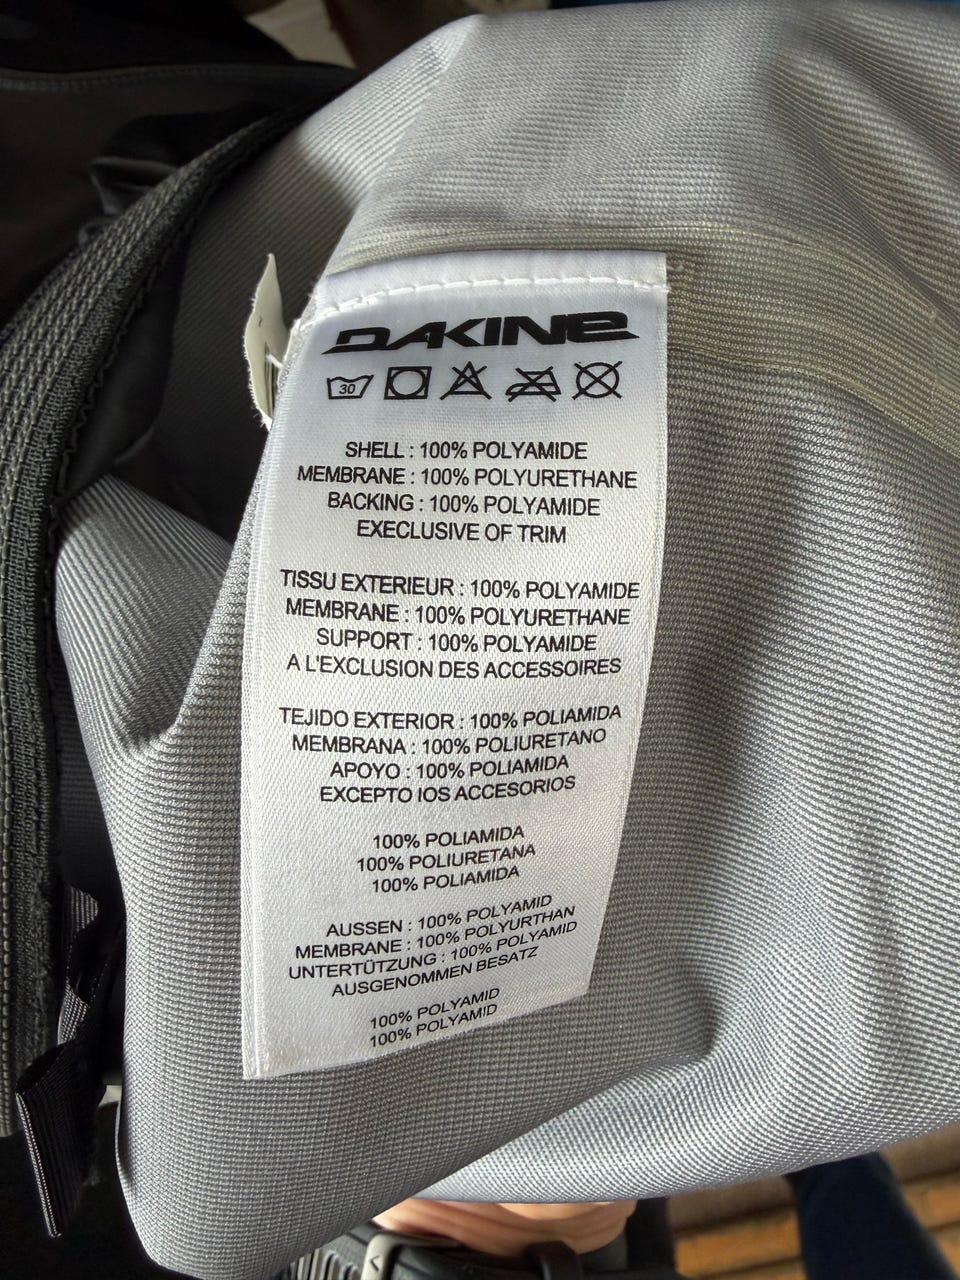 DAKINE
30
SHELL : 100% POLYAMIDE
MEMBRANE : 100% POLYURETHANE
BACKING : 100% POLYAMIDE
EXECLUSIVE OF TRIM
TISSU EXTERIEUR : 100% POLYAMIDE
MEMBRANE : 100% POLYURETHANE
SUPPORT : 100% POLYAMIDE
A L'EXCLUSION DES ACCESSOIRES
TEJIDO EXTERIOR : 100% POLIAMIDA
MEMBRANA : 100% POLIURETANO
APOYO : 100% POLIAMIDA
EXCEPTO IOS ACCESORIOS
100% POLIAMIDA
100% POLIURETANA
100% POLIAMIDA
AUSSEN : 100% POLYAMID
MEMBRANE : 100% POLYURTHAN
UNTERTÜTZUNG : 100% POLYAMID
AUSGENOMMEN BESATZ
100% POLYAMID
100% POLYAMID